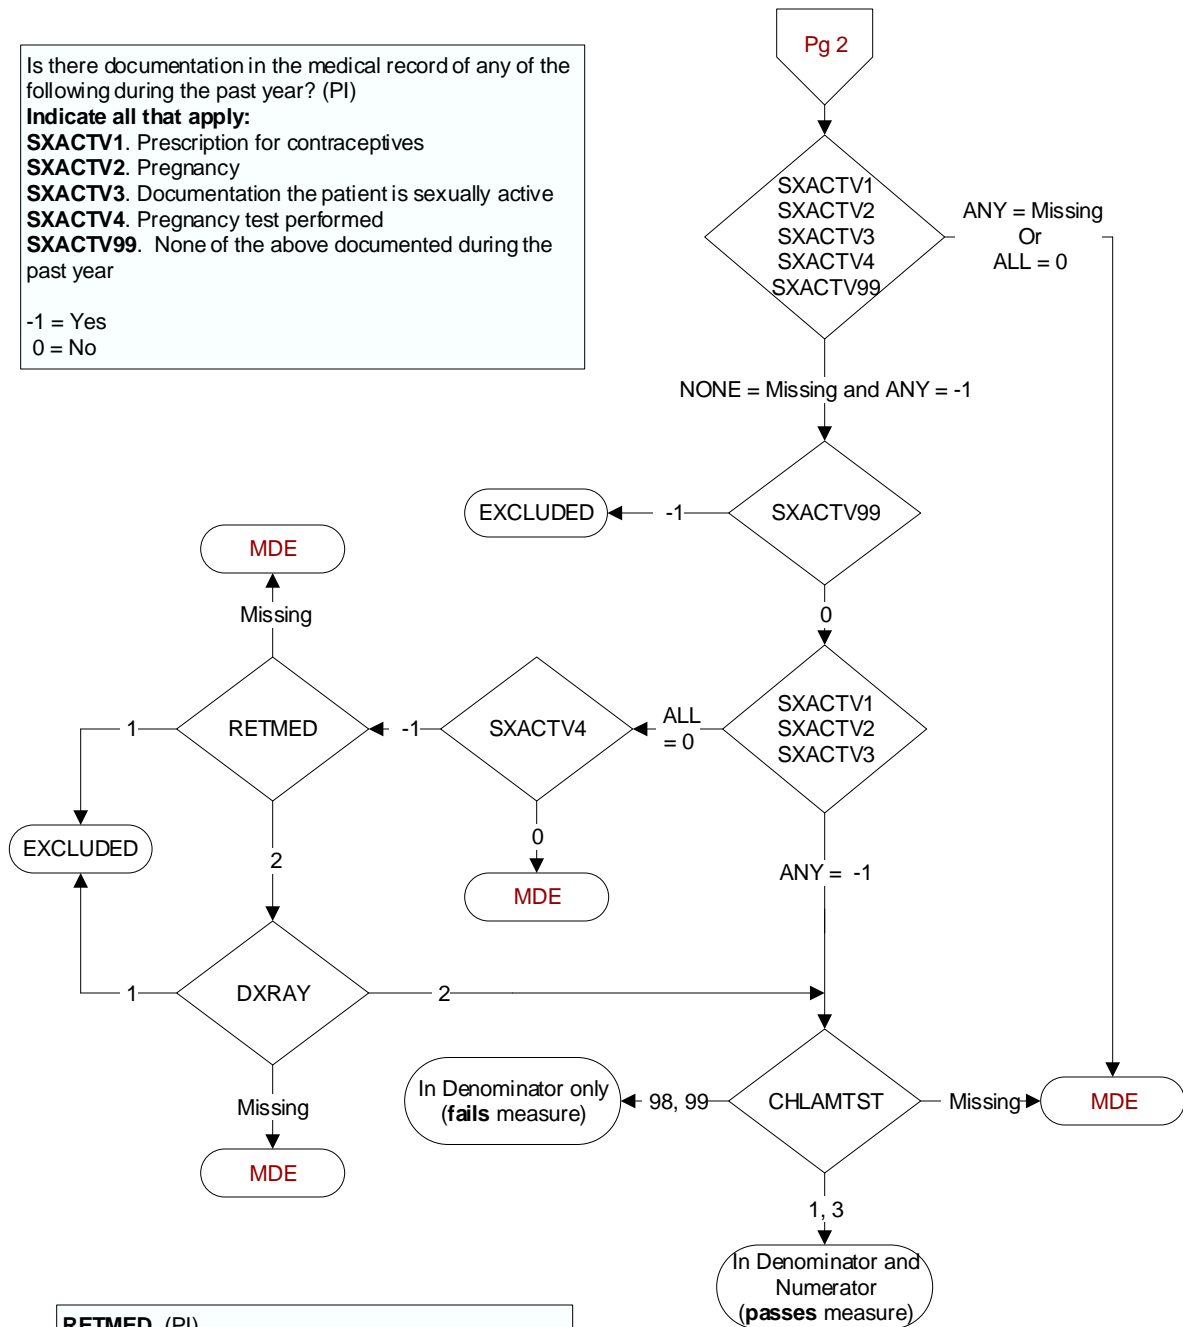 Pg 2
Is there documentation in the medical record of any of the
following during the past year? (PI)
Indicate all that apply:
SXACTV1. Prescription for contraceptives
SXACTV2. Pregnancy
SXACTV3. Documentation the patient is sexually active
SXACTV4. Pregnancy test performed
SXACTV99. None of the above documented during the
past year
-1 = Yes
0 = No
SXACTV1
SXACTV2
SXACTV3
SXACTV4
SXACTV99
ANY = Missing
Or
ALL = 0
NONE = Missing and ANY = -1
EXCLUDED
-1
SXACTV99
MDE
Missing
0
RETMED
1
-1
SXACTV4
ALL
= 0
SXACTV1
SXACTV2
SXACTV3
EXCLUDED
2
0
MDE
ANY = -1
1
DXRAY
2
Missing
MDE
In Denominator only
(fails measure)
98, 99
CHLAMTST
Missing
MDE
1, 3
In Denominator and
Numerator
(passes measure)
RETMED (PI)